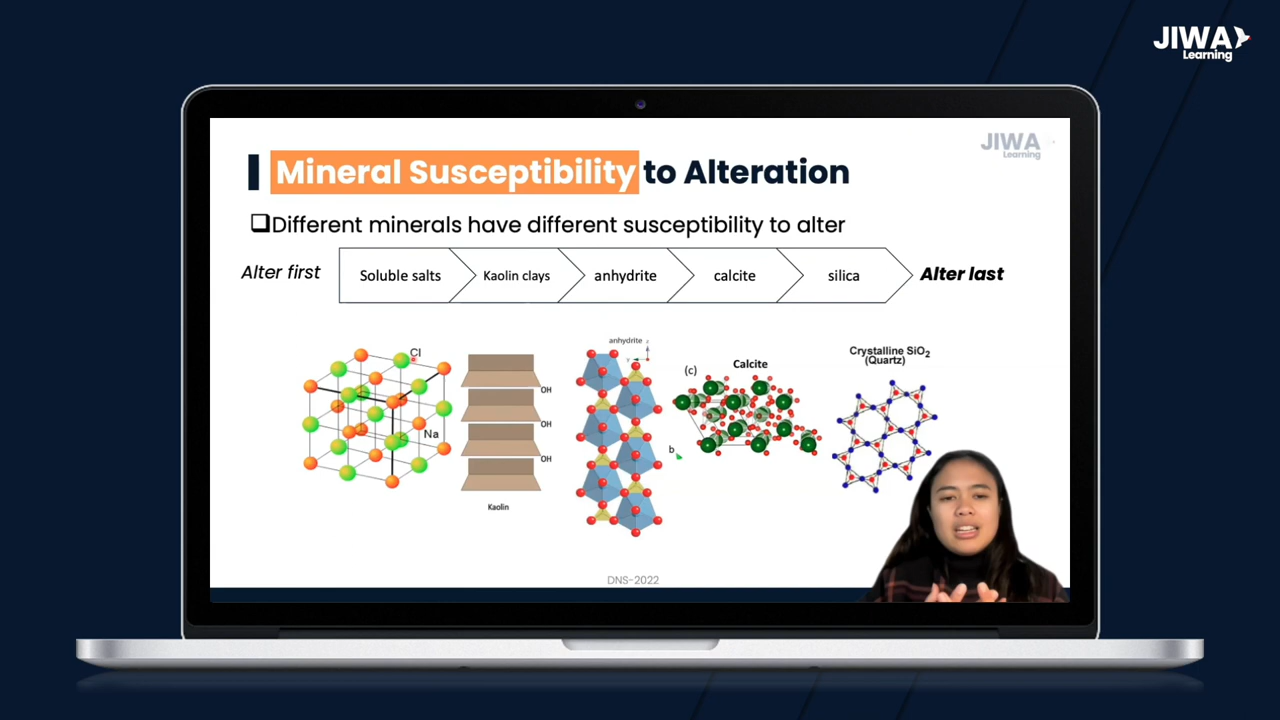 JIWA
Learning
JIWA
Learning
Mineral Susceptibility to Alteration
❑Different minerals have different susceptibility to alter
Alter first
Soluble salts
Kaolin clays
anhydrite
calcite
silica
Alter last
Cl
Na
OH
OH
OH
Kaolin
anhydrite z
Y
(c)
Calcite
b
Crystalline SiO2
(Quartz)
DNS-2022